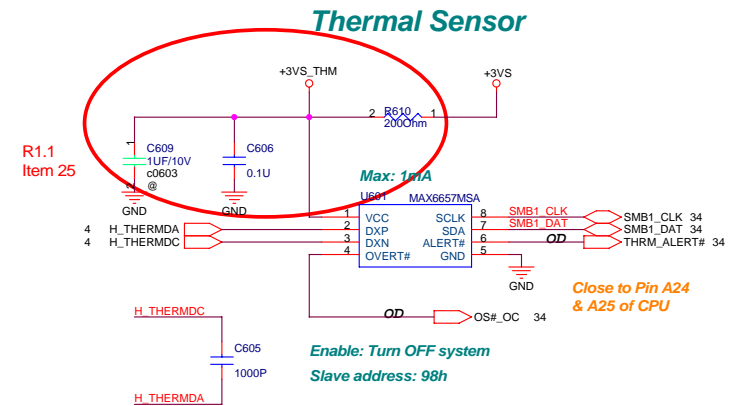 Thermal Sensor
+3VS_THM
+3VS
2
R610
1
200Ohm
R1.1
Item 25
1
C609
1UF/10V
c0603
@
2
GND
C606
0.1U
GND
Max: 1mA
U601
MAX6657MSA
1 VCC SCLK 8 SMB1_CLK SMB1_CLK 34
4 H_THERMDA 2 DXP SDA 7 SMB1_DAT SMB1_DAT 34
4 H_THERMDC 3 DXN ALERT# 6 OD THRM_ALERT# 34
4 OVERT# GND 5
GND
Close to Pin A24
& A25 of CPU
OD OS#_OC 34
H_THERMDC
C605
1000P
H_THERMDA
Enable: Turn OFF system
Slave address: 98h